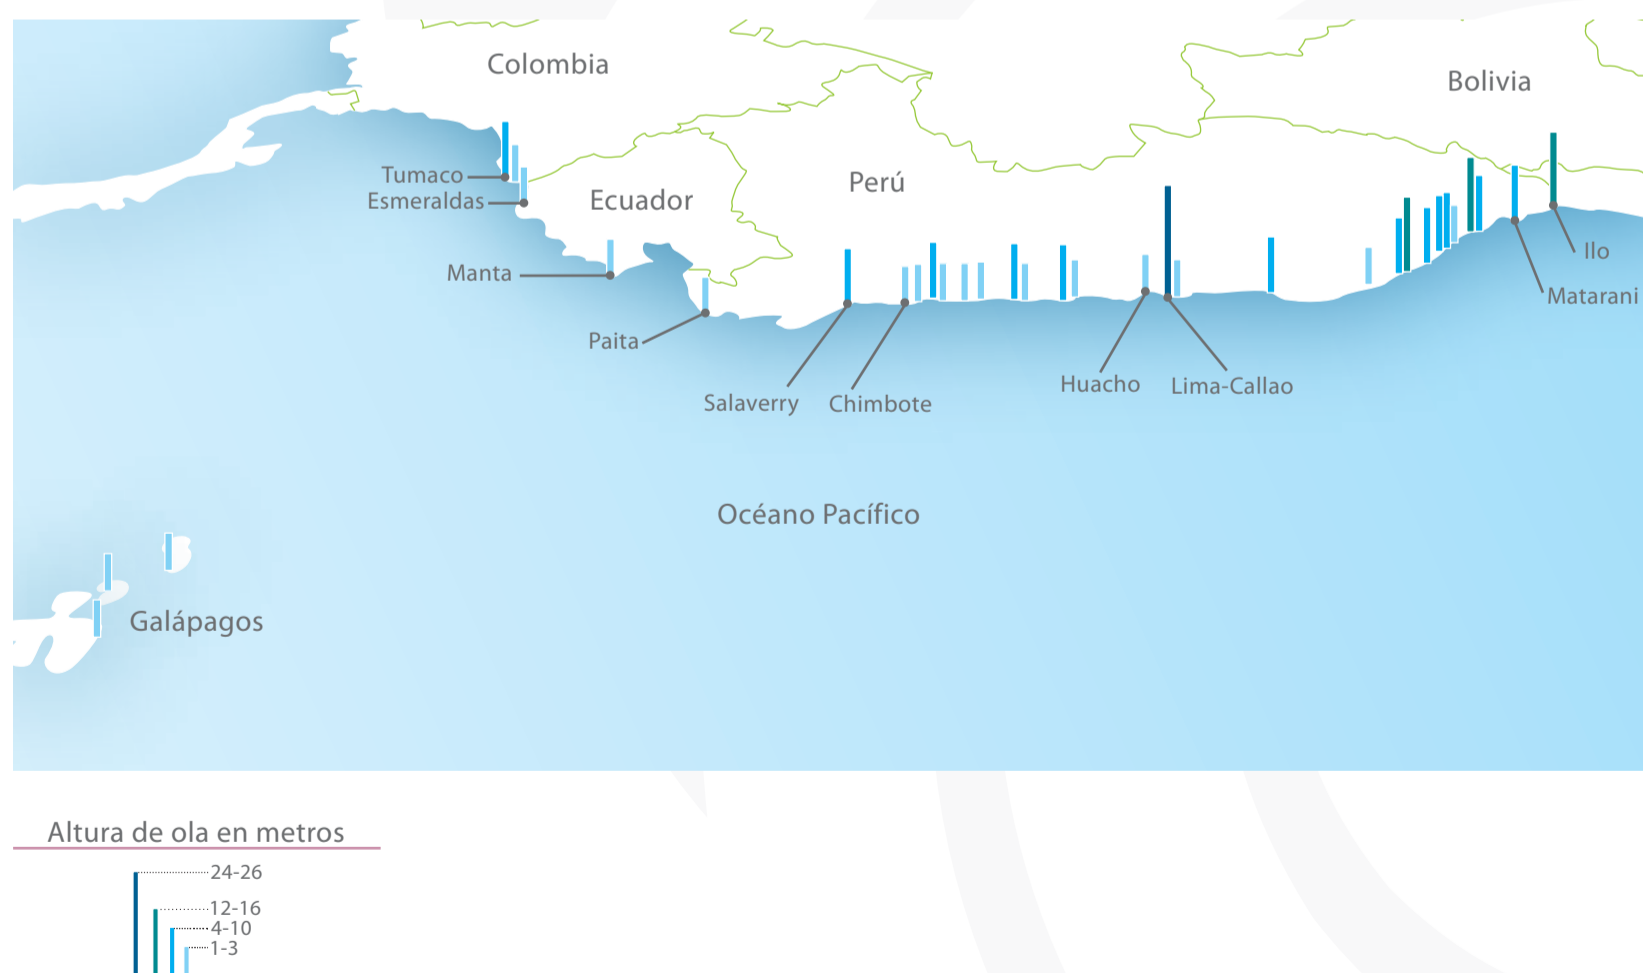 Colombia
Bolivia
Tumaco
Esmeraldas
Ecuador
Perú
Manta
Ilo
Matarani
Paita
Salaverry
Chimbote
Huacho
Lima-Callao
Océano Pacífico
Galápagos
Altura de ola en metros
24-26
12-16
4-10
1-3